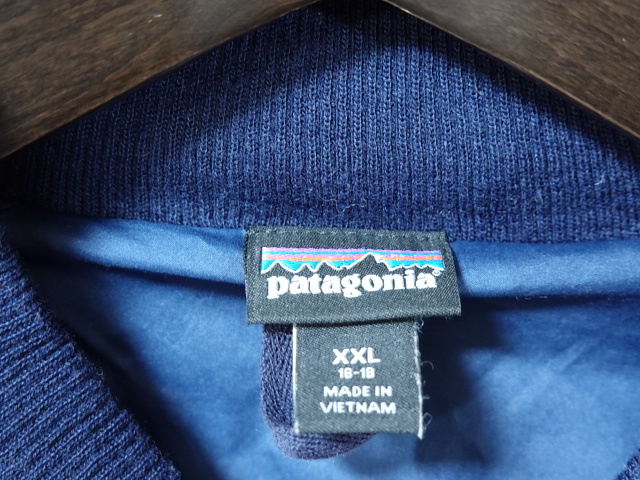 patagonia®
XXL
16-18
MADE IN
VIETNAM